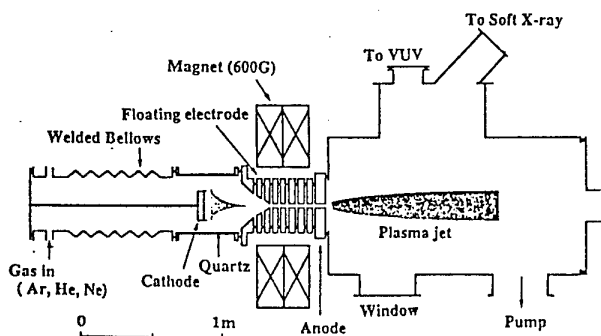 To Soft X-ray
To VUV
Magnet (600G)
Floating electrode
Welded Bellows
Plasma jet
Gas in
(Ar, He, Ne)
Cathode
Quartz
Anode
Window
Pump
0 1m